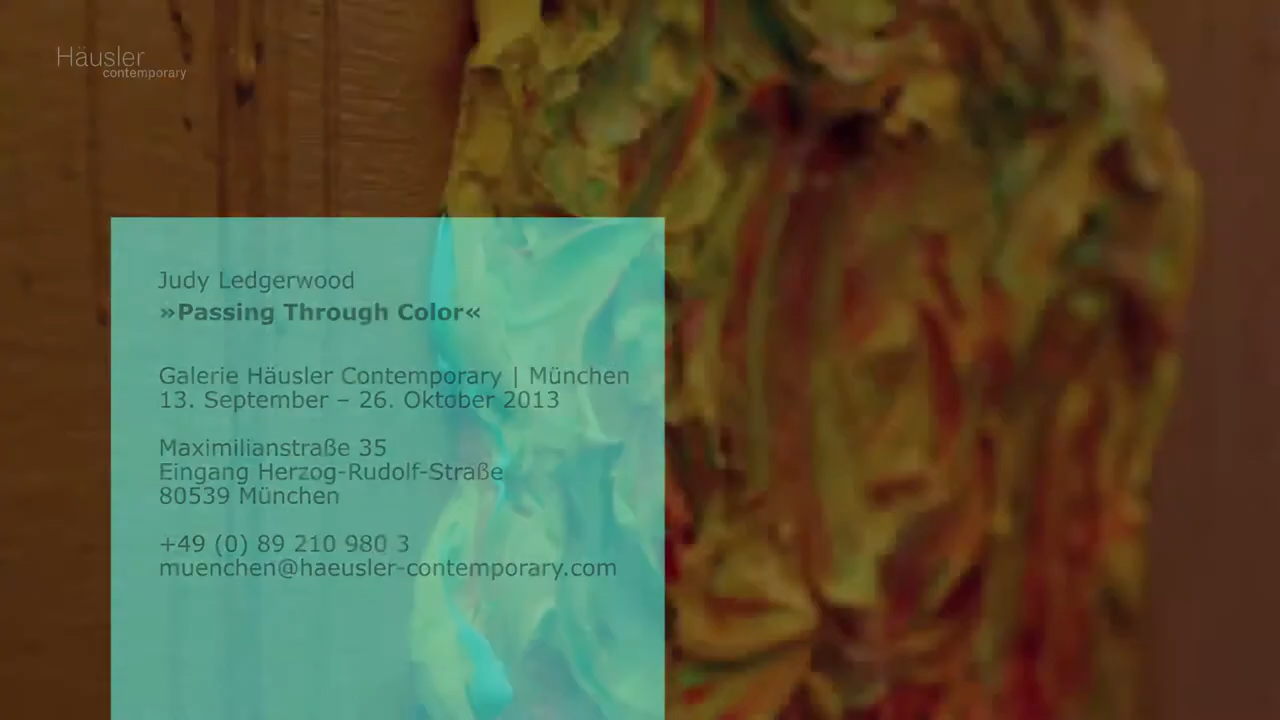 Häusler
contemporary
Judy Ledgerwood
»Passing Through Color«
Galerie Häusler Contemporary | München
13. September – 26. Oktober 2013
Maximilianstraße 35
Eingang Herzog-Rudolf-Straße
80539 München
+49 (0) 89 210 980 3
muenchen@haeusler-contemporary.com